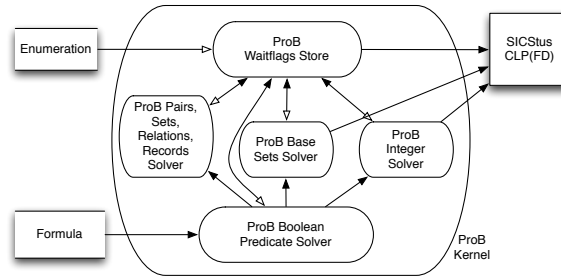 Enumeration
ProB
Waitflags Store
SICStus
CLP(FD)
ProB Pairs,
Sets,
Relations,
Records
Solver
ProB Base
Sets Solver
ProB
Integer
Solver
Formula
ProB Boolean
Predicate Solver
ProB
Kernel